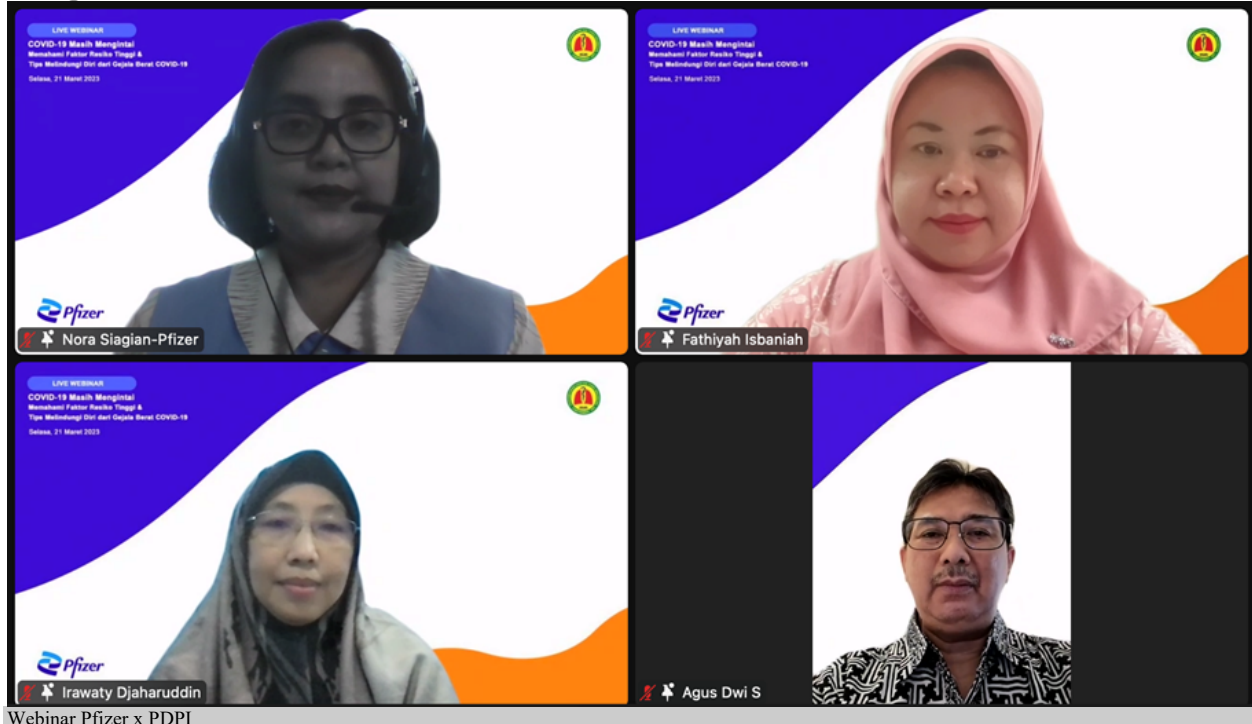 LIVE WEBINAR
COVID-19 Masih Mengintai
Memahami Faktor Resiko Tinggi &
Tips Melindungi Diri dari Gejala Berat COVID-19
Selasa, 21 Maret 2023
Pfizer
Nora Siagian-Pfizer
LIVE WEBINAR
COVID-19 Masih Mengintai
Memahami Faktor Resiko Tinggi &
Tips Melindungi Diri dari Gejala Berat COVID-19
Selasa, 21 Maret 2023
Pfizer
Fathiyah Isbaniah
LIVE WEBINAR
COVID-19 Masih Mengintai
Memahami Faktor Resiko Tinggi &
Tips Melindungi Diri dari Gejala Berat COVID-19
Selasa, 21 Maret 2023
Pfizer
Irawaty Djaharuddin
Agus Dwi S
Webinar Pfizer x PDPI